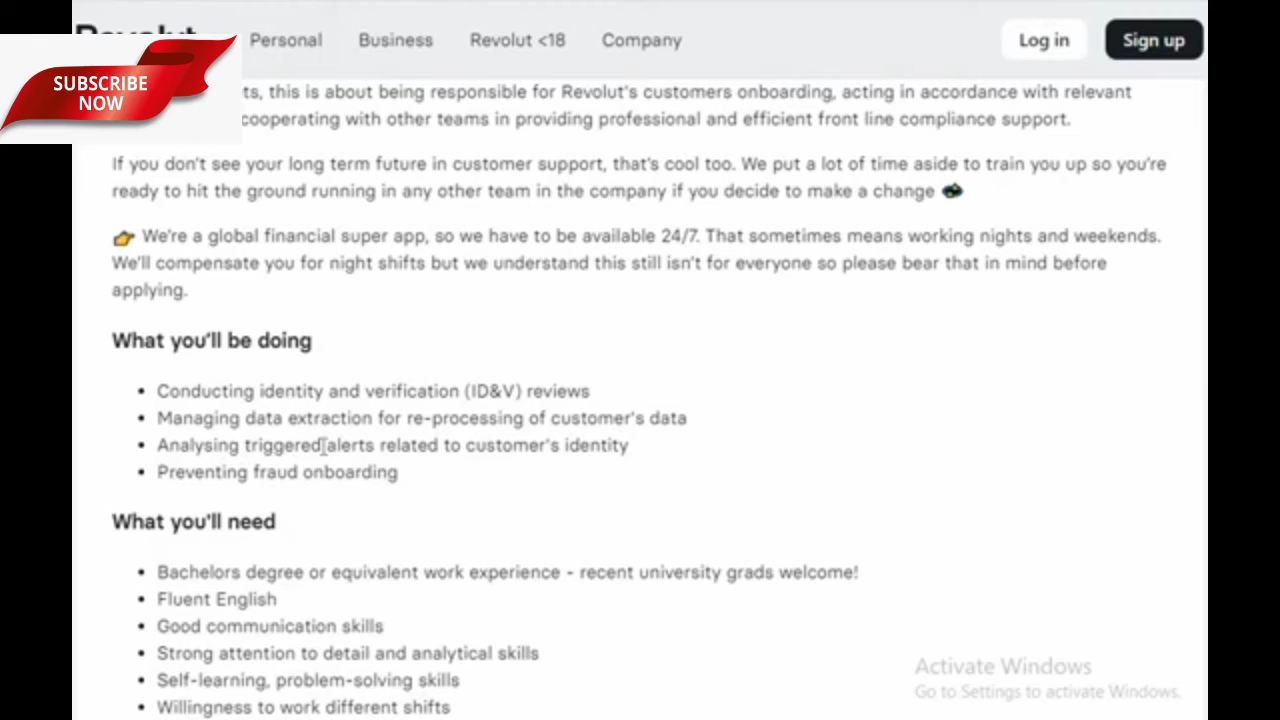 Revolut
Personal
Business
Revolut <18
Company
Log in
Sign up
SUBSCRIBE
NOW
this is about being responsible for Revolut's customers onboarding, acting in accordance with relevant
cooperating with other teams in providing professional and efficient front line compliance support.
If you don't see your long term future in customer support, that's cool too. We put a lot of time aside to train you up so you're
ready to hit the ground running in any other team in the company if you decide to make a change
We're a global financial super app, so we have to be available 24/7. That sometimes means working nights and weekends.
We'll compensate you for night shifts but we understand this still isn't for everyone so please bear that in mind before
applying.
What you'll be doing
• Conducting identity and verification (ID&V) reviews
• Managing data extraction for re-processing of customer's data
• Analysing triggered alerts related to customer's identity
• Preventing fraud onboarding
What you'll need
• Bachelors degree or equivalent work experience - recent university grads welcome!
• Fluent English
• Good communication skills
• Strong attention to detail and analytical skills
• Self-learning, problem-solving skills
• Willingness to work different shifts
Activate Windows
Go to Settings to activate Windows.